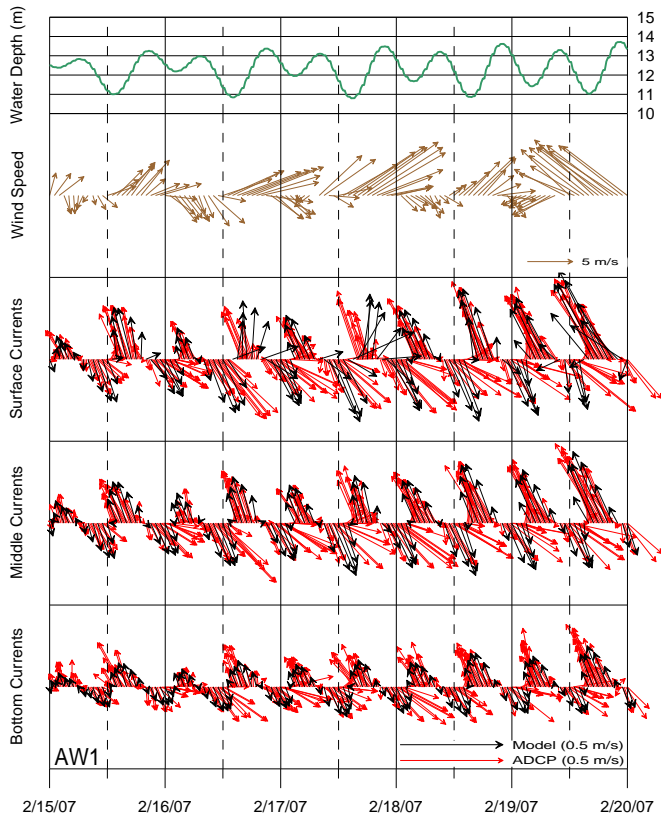 Water Depth (m)
15
14
13
12
11
10
Wind Speed
5 m/s
Surface Currents
Middle Currents
Bottom Currents
Model (0.5 m/s)
ADCP (0.5 m/s)
AW1
2/15/07 2/16/07 2/17/07 2/18/07 2/19/07 2/20/07